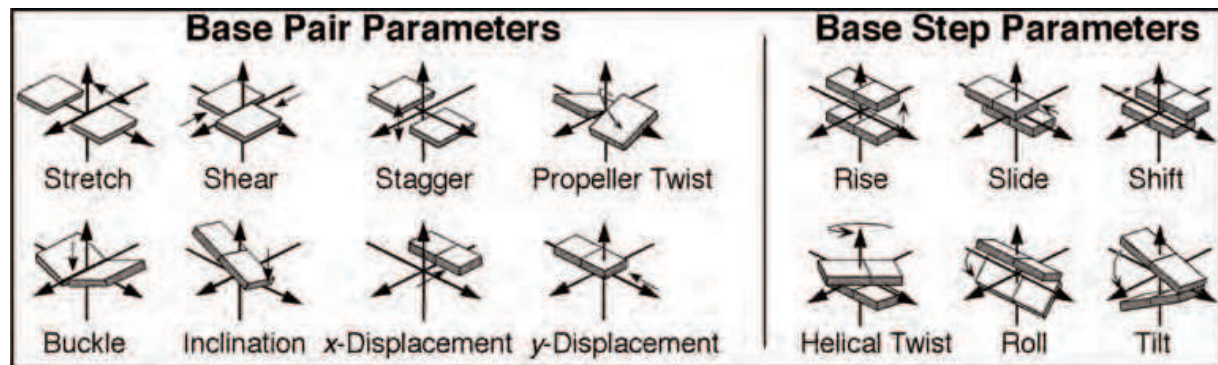 Base Pair Parameters
Base Step Parameters
Stretch Shear Stagger Propeller Twist
Rise Slide Shift
Buckle Inclination x-Displacement y-Displacement
Helical Twist Roll Tilt